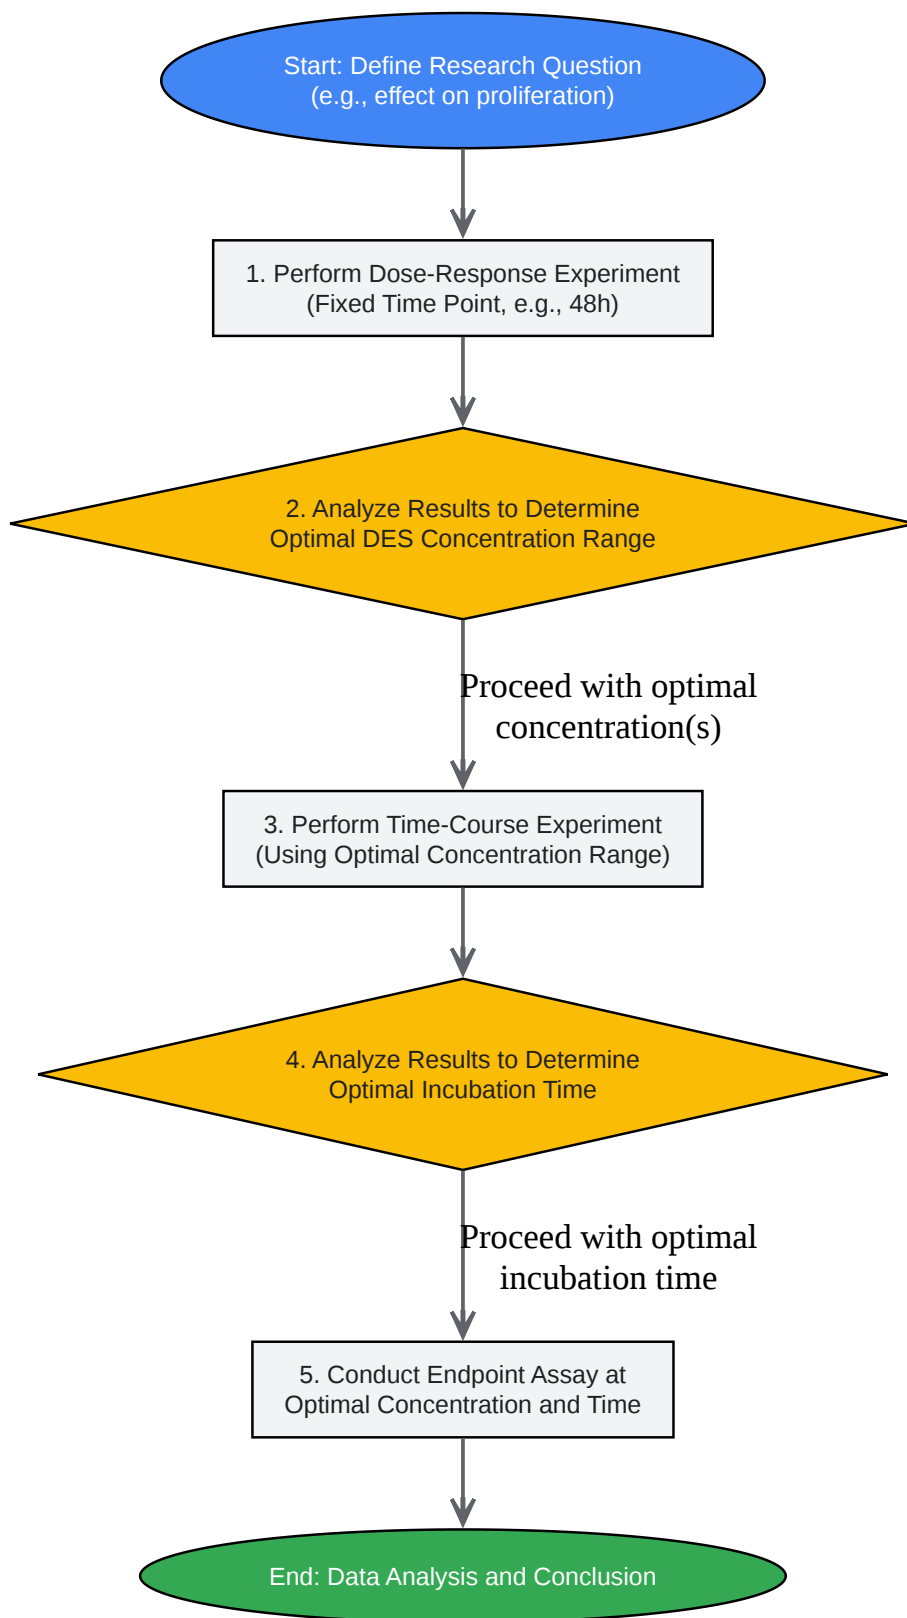 Start: Define Research Question
(e.g., effect on proliferation)
1. Perform Dose-Response Experiment
(Fixed Time Point, e.g., 48h)
2. Analyze Results to Determine
Optimal DES Concentration Range
Proceed with optimal
concentration(s)
3. Perform Time-Course Experiment
(Using Optimal Concentration Range)
4. Analyze Results to Determine
Optimal Incubation Time
Proceed with optimal
incubation time
5. Conduct Endpoint Assay at
Optimal Concentration and Time
End: Data Analysis and Conclusion